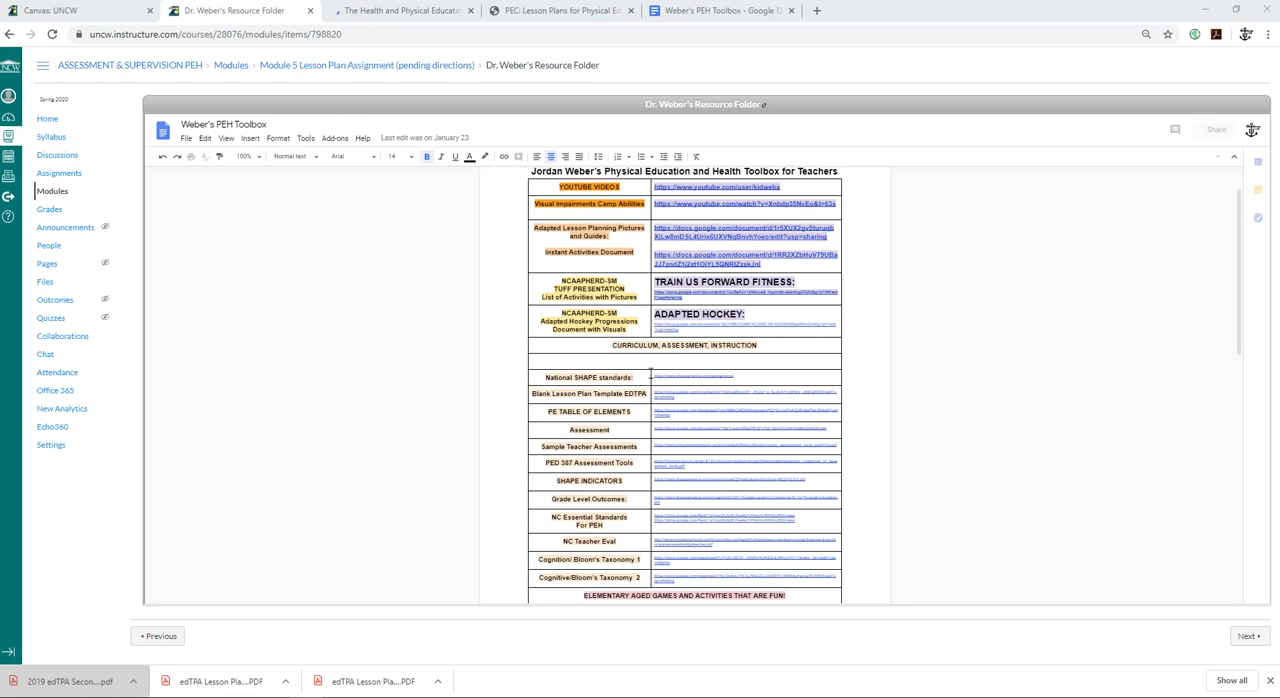 Canvas: UNCW
Dr. Weber's Resource Folder
The Health and Physical Educatio
PEC: Lesson Plans for Physical Ed
Weber's PEH Toolbox - Google D
uncw.instructure.com/courses/28076/modules/items/798820
UNCW
ASSESSMENT & SUPERVISION PEH › Modules › Module 5 Lesson Plan Assignment (pending directions) › Dr. Weber's Resource Folder
Spring 2020
Home
Syllabus
Discussions
Assignments
Modules
Grades
Announcements
People
Pages
Files
Outcomes
Quizzes
Collaborations
Chat
Attendance
Office 365
New Analytics
Echo360
Settings
Dr. Weber's Resource Folder
Weber's PEH Toolbox
File Edit View Insert Format Tools Add-ons Help Last edit was on January 23
Share
100% Normal text Arial 14 B I U A
Jordan Weber's Physical Education and Health Toolbox for Teachers
YOUTUBE VIDEOS https://www.youtube.com/user/kidweba
Visual Impairments Camp Abilities https://www.youtube.com/watch?v=Xnbdp35NvEo&t=63s
Adapted Lesson Planning Pictures
and Guides:
Instant Activities Document
NCAAPHERD-SM
TUFF PRESENTATION
List of Activities with Pictures
TRAIN US FORWARD FITNESS:
NCAAPHERD-SM
Adapted Hockey Progressions
Document with Visuals
ADAPTED HOCKEY:
CURRICULUM, ASSESSMENT, INSTRUCTION
National SHAPE standards:
Blank Lesson Plan Template EDTPA
PE TABLE OF ELEMENTS
Assessment
Sample Teacher Assessments
PED 387 Assessment Tools
SHAPE INDICATORS
Grade Level Outcomes:
NC Essential Standards
For PEH
NC Teacher Eval
Cognition/ Bloom's Taxonomy 1
Cognitive/Bloom's Taxonomy 2
ELEMENTARY AGED GAMES AND ACTIVITIES THAT ARE FUN!
Previous
Next
2019 edTPA Secon....pdf
edTPA Lesson Pla....PDF
edTPA Lesson Pla....PDF
Show all